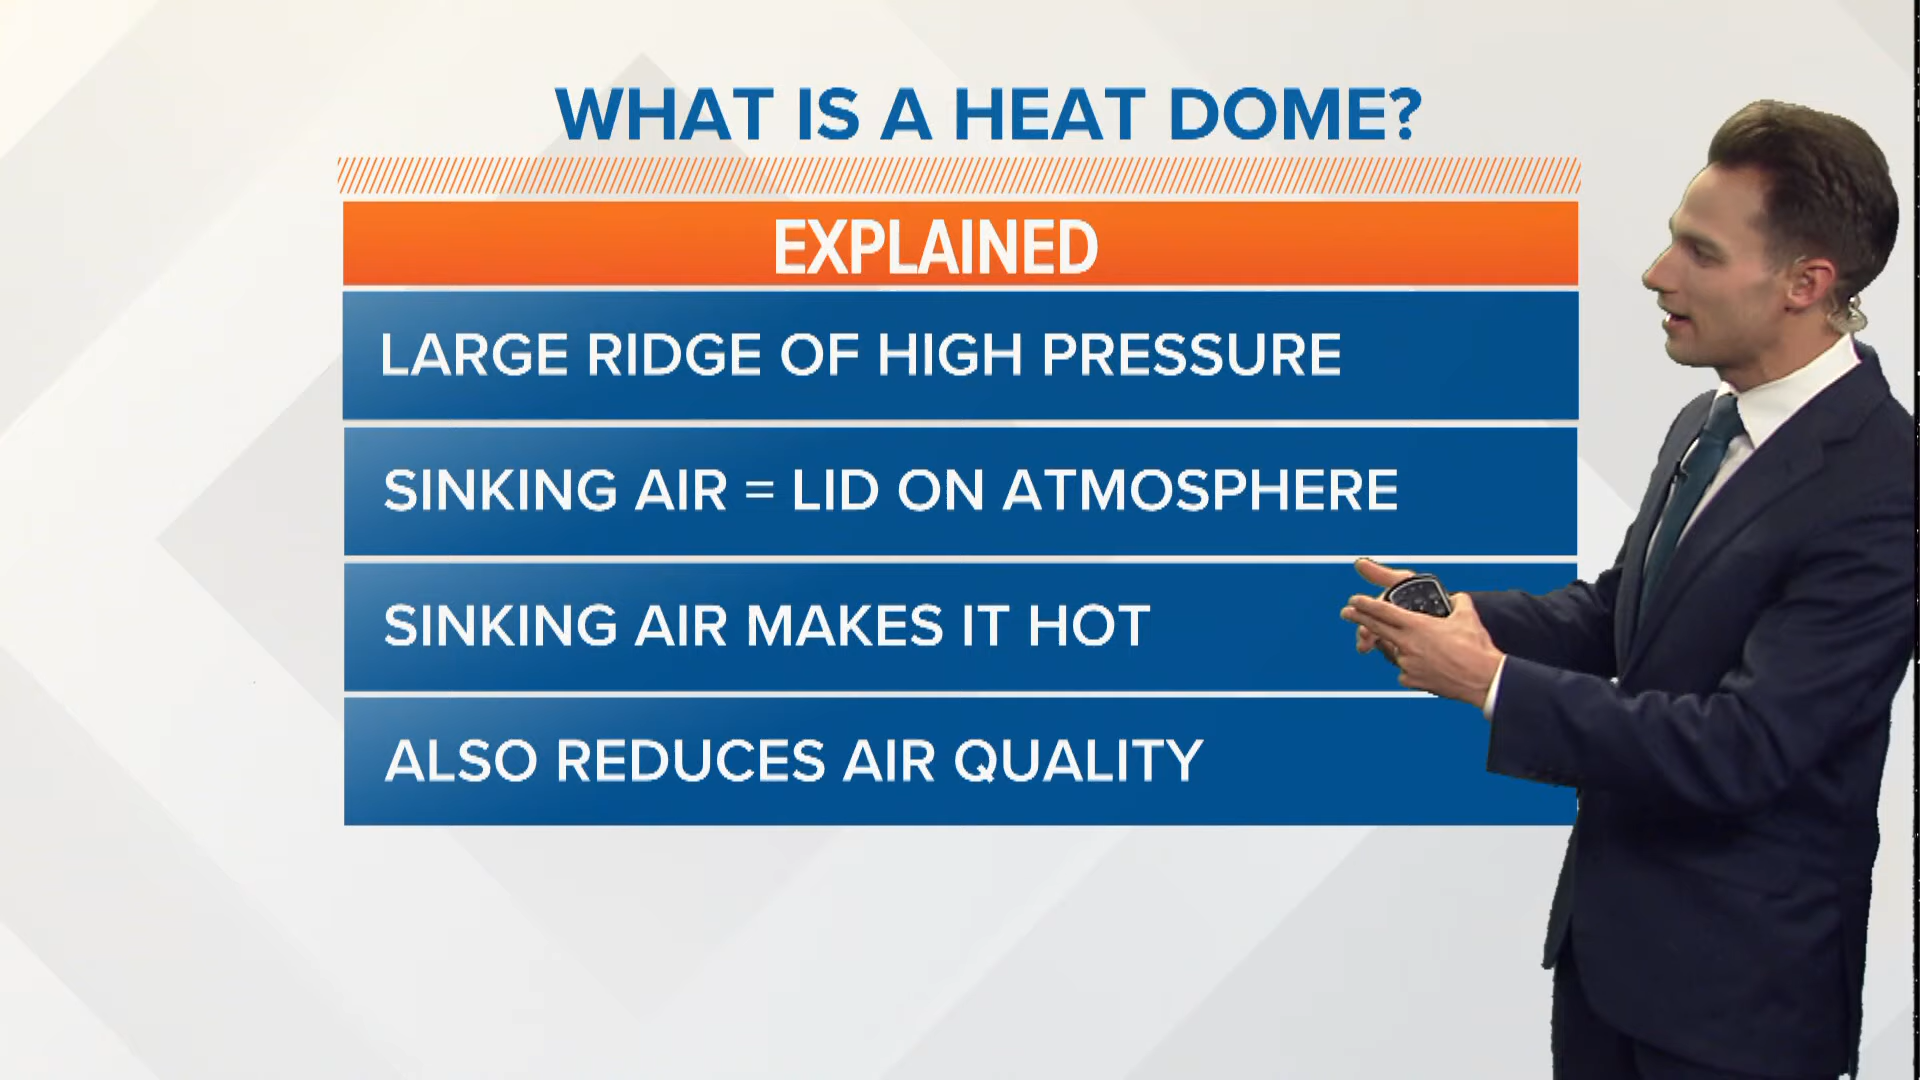 WHAT IS A HEAT DOME?
EXPLAINED
LARGE RIDGE OF HIGH PRESSURE
SINKING AIR = LID ON ATMOSPHERE
SINKING AIR MAKES IT HOT
ALSO REDUCES AIR QUALITY